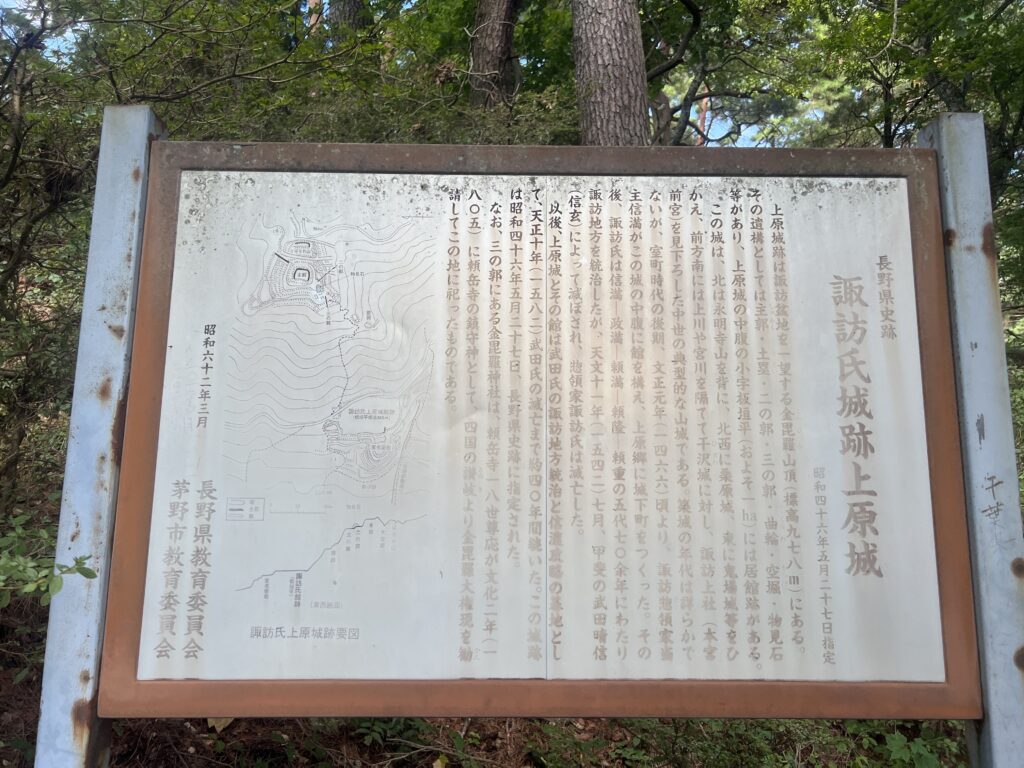 長野県史跡
諏訪氏城跡上原城
昭和四十六年五月二十七日指定
上原城跡は諏訪盆地を一望する金毘羅山頂(標高九七八m)にある。
その遺構としては主郭・土塁・二の郭・三の郭・曲輪・空堀・物見石
等があり、上原城の中腹の小字板垣平(およそ一haには居館跡がある。
この城は、北は永明寺山を背に、北西に桑原城、東に鬼場城等をひ
かえ、前方南には上川や宮川を隔てて干沢城に対し、諏訪上社(本宮
前宮)を見下ろした中世の典型的な山城である。築城の年代は詳らかで
ないが、室町時代の後期、文正元年(一四六六)頃より、諏訪惣領家当
主信満がこの城の中腹に館を構え、上原郷に城下町をつくった。その
後、諏訪氏は信満―政満―頼満―頼隆―頼重の五代七〇余年にわたり
諏訪地方を統治したが、天文十一年(一五四二)七月、甲斐の武田晴信
(信玄)によって滅ぼされ、惣領家諏訪氏は滅亡した。
以後、上原城とその館は武田氏の諏訪地方統治と信濃攻略の基地とし
て、天正十年(一五八二)武田氏の滅亡まで約四〇年間続いた。この城跡
は昭和四十六年五月二十七日、長野県史跡に指定された。
なお、三の郭にある金毘羅神社は、頼岳寺一八世尊応が文化二年(一
八〇五)に頼岳寺の鎮守神として、四国の讃岐より金毘羅大権現を勧
請してこの地に祀ったものである。
諏訪氏上原城館跡
諏訪氏館跡
諏訪氏上原城跡要図
昭和六十二年三月
長野県教育委員会
茅野市教育委員会
千葉